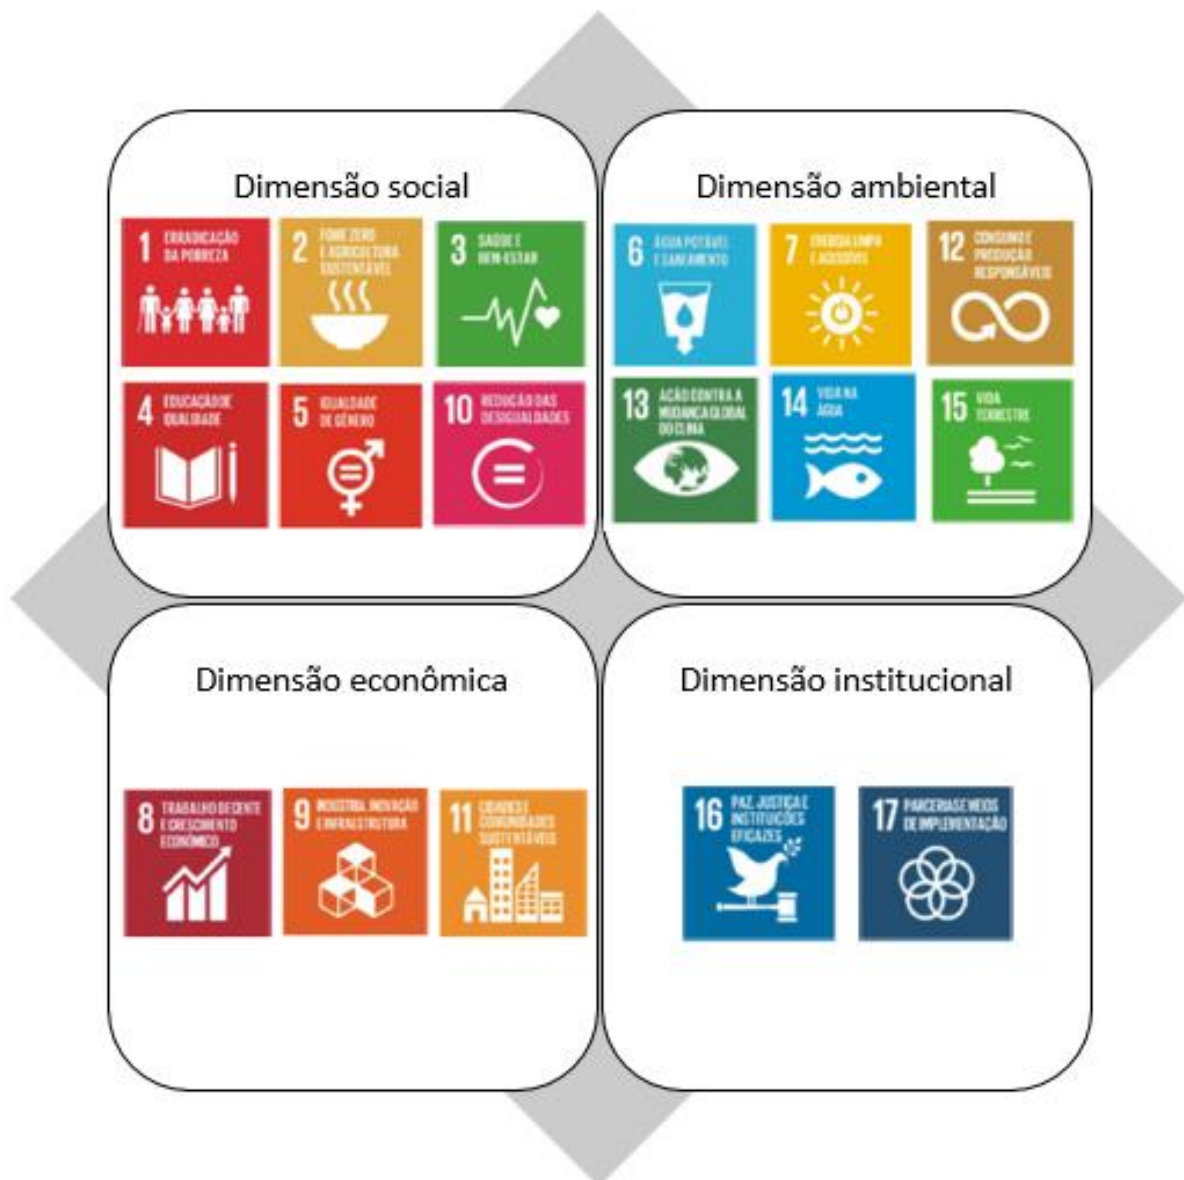 Dimensão social
1 ERRADICAÇÃO
DA POBREZA
2 FOME ZERO
E AGRICULTURA
SUSTENTÁVEL
3 SAÚDE E
BEM-ESTAR
4 EDUCAÇÃO DE
QUALIDADE
5 IGUALDADE
DE GÊNERO
10 REDUÇÃO DAS
DESIGUALDADES
Dimensão ambiental
6 ÁGUA POTÁVEL
E SANEAMENTO
7 ENERGIA LIMPA
E ACESSÍVEL
12 CONSUMO E
PRODUÇÃO
RESPONSÁVEIS
13 AÇÃO CONTRA A
MUDANÇA GLOBAL
DO CLIMA
14 VIDA NA
ÁGUA
15 VIDA
TERRESTRE
Dimensão econômica
8 TRABALHO DECENTE
E CRESCIMENTO
ECONÔMICO
9 INDÚSTRIA, INOVAÇÃO
E INFRAESTRUTURA
11 CIDADES E
COMUNIDADES
SUSTENTÁVEIS
Dimensão institucional
16 PAZ, JUSTIÇA E
INSTITUIÇÕES
EFICAZES
17 PARCERIAS E MEIOS
DE IMPLEMENTAÇÃO